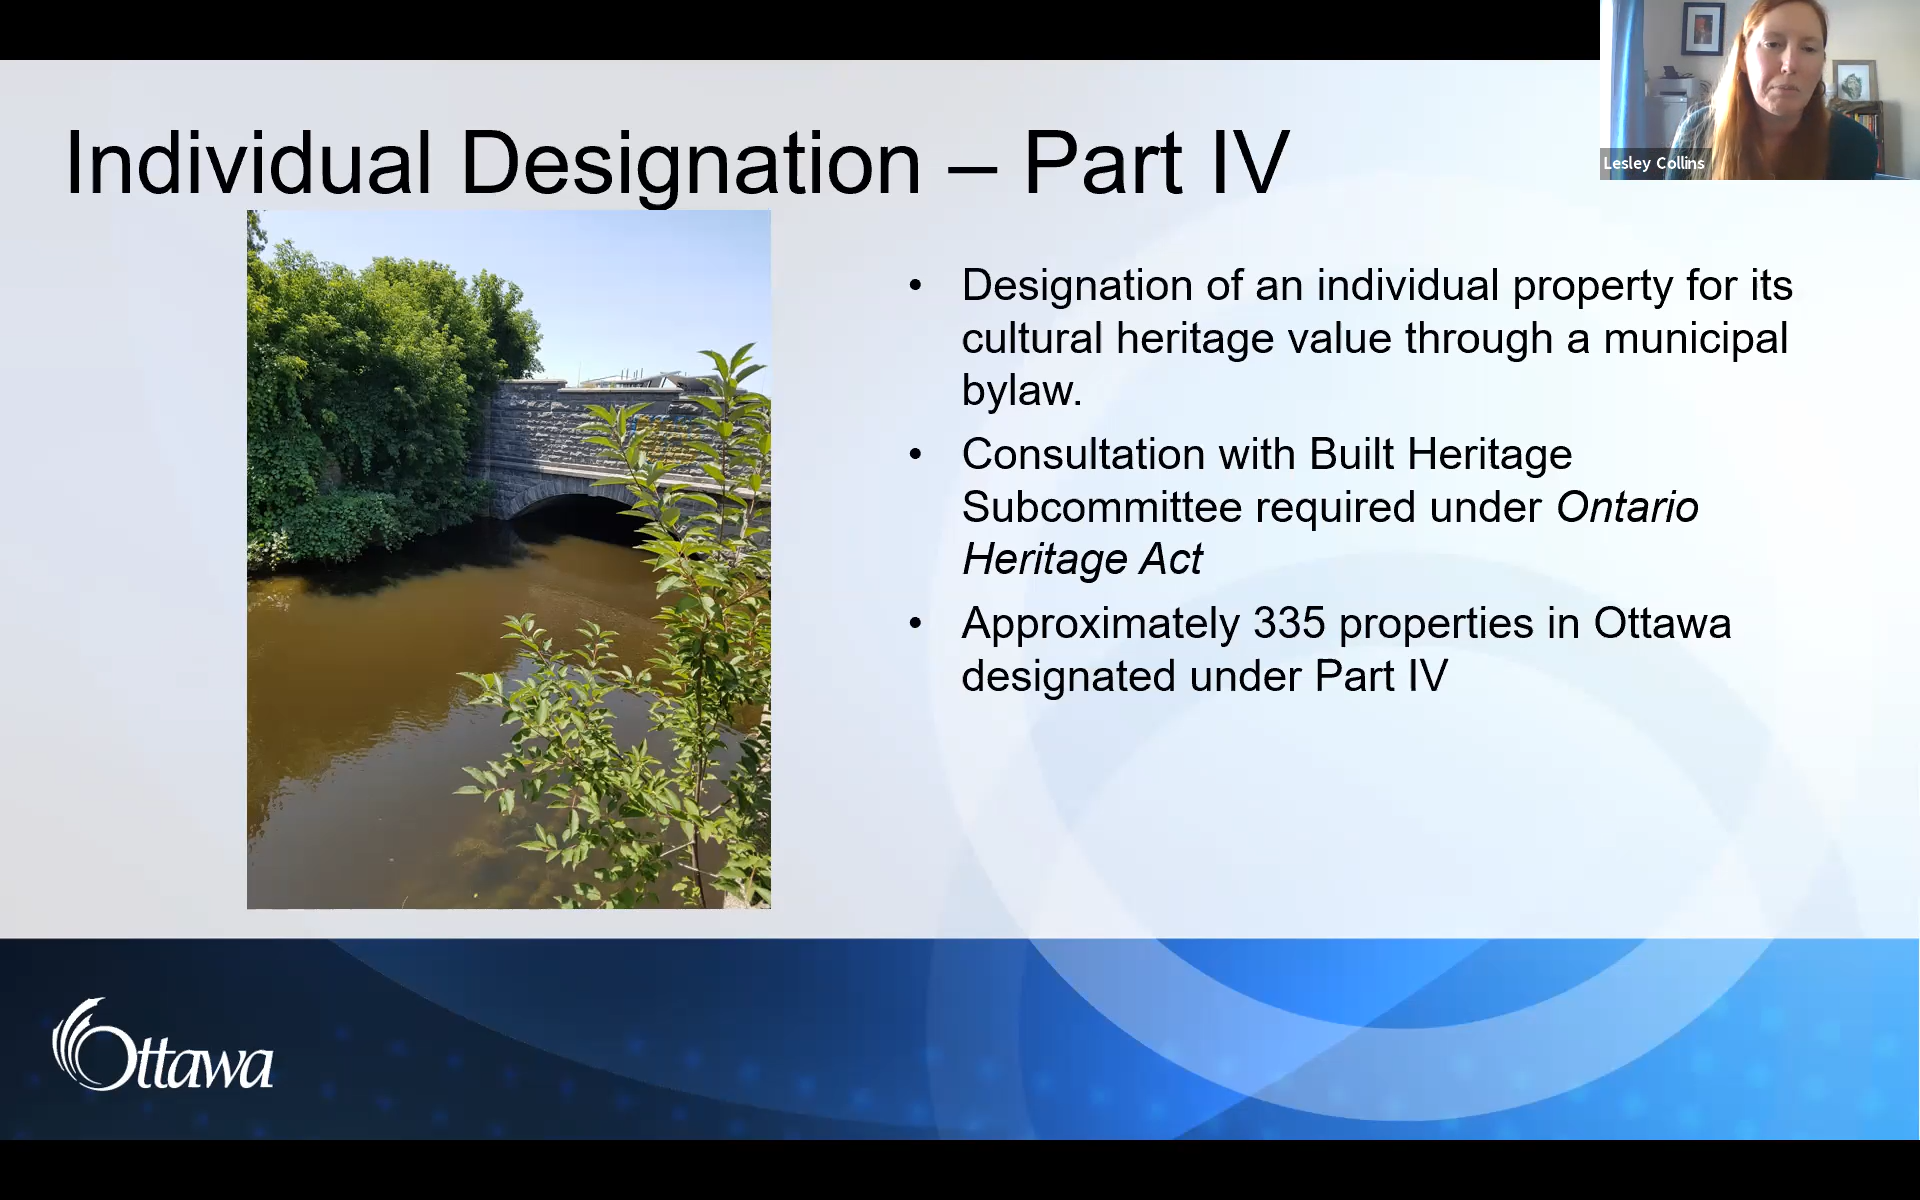 Lesley Collins
Individual Designation – Part IV
• Designation of an individual property for its
cultural heritage value through a municipal
bylaw.
• Consultation with Built Heritage
Subcommittee required under Ontario
Heritage Act
• Approximately 335 properties in Ottawa
designated under Part IV
Ottawa